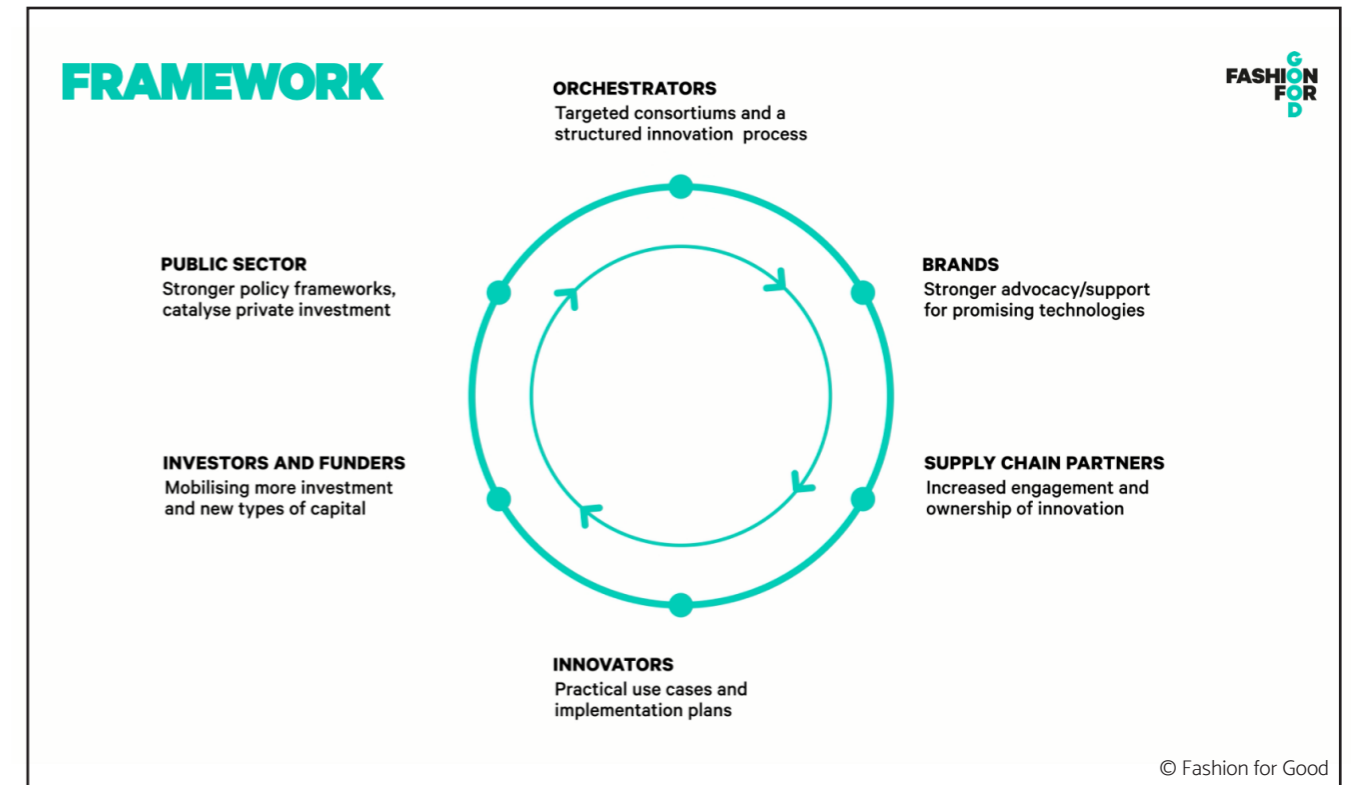 FRAMEWORK
FASHION
FOR
GOOD
ORCHESTRATORS
Targeted consortiums and a
structured innovation process
PUBLIC SECTOR
Stronger policy frameworks,
catalyse private investment
BRANDS
Stronger advocacy/support
for promising technologies
INVESTORS AND FUNDERS
Mobilising more investment
and new types of capital
SUPPLY CHAIN PARTNERS
Increased engagement and
ownership of innovation
INNOVATORS
Practical use cases and
implementation plans
© Fashion for Good